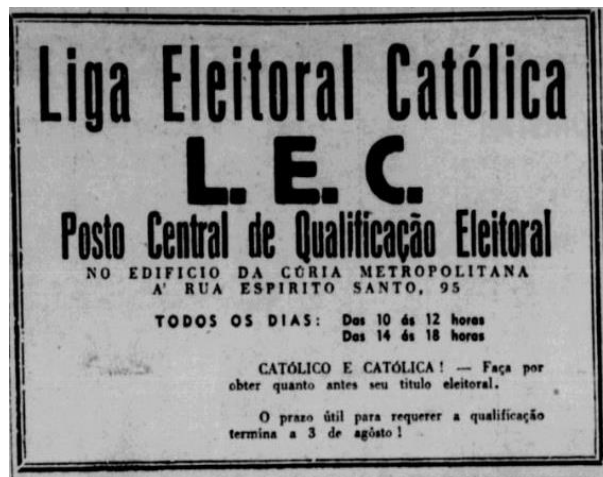 Liga Eleitoral Católica
L. E. C.
Posto Central de Qualificação Eleitoral
NO EDIFICIO DA CÚRIA METROPOLITANA
A' RUA ESPIRITO SANTO, 95
TODOS OS DIAS: Das 10 ás 12 horas
Das 14 ás 18 horas
CATÓLICO E CATÓLICA! — Faça por
obter quanto antes seu titulo eleitoral.
O prazo útil para requerer a qualificação
termina a 3 de agôsto!